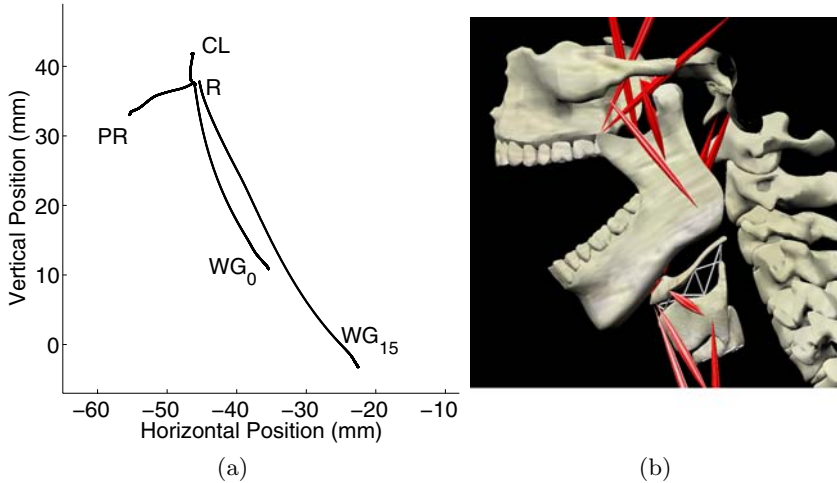 CL
40
R
30
PR
20
WG0
10
WG15
0
−60 −50 −40 −30 −20 −10
Vertical Position (mm)
Horizontal Position (mm)
(a) (b)